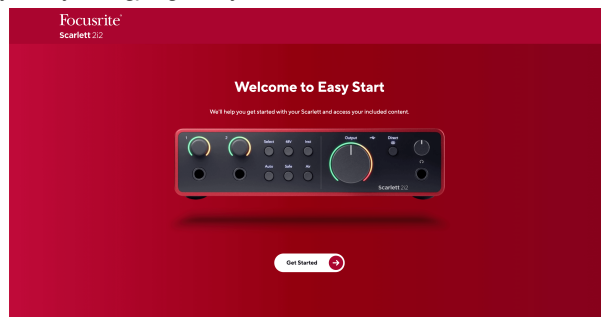 Focusrite®
Scarlett 2i2
Welcome to Easy Start
We'll help you get started with your Scarlett and access your included content.
1 2 Select 48V Inst Output Direct
Auto Safe Air
Scarlett 2i2
Get Started